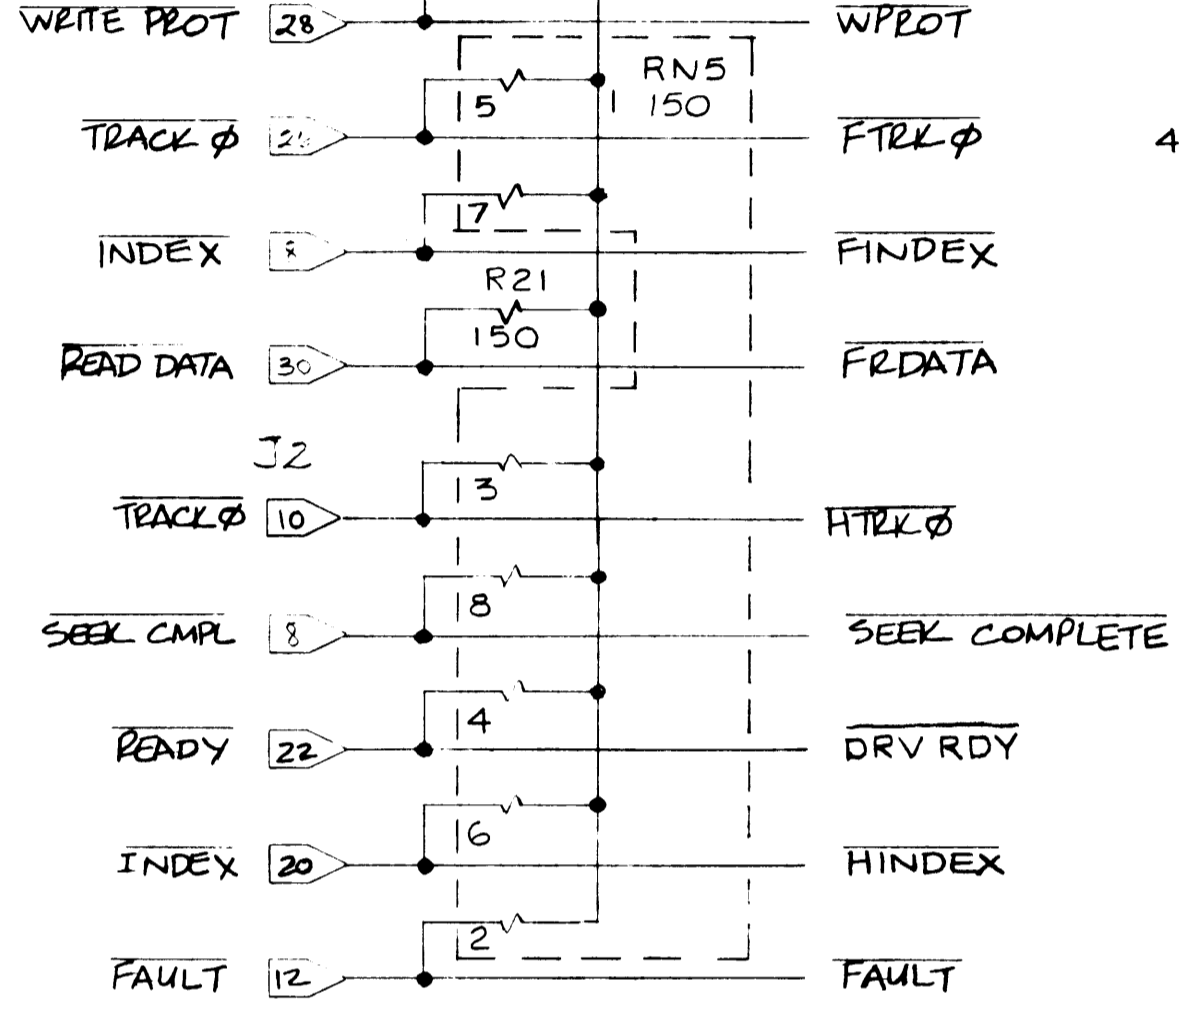 WRITE PROT 28 WPROT
RN5
5 1 150
TRACK Ø FTRK Ø 4
7
INDEX FINDEX
R21
150
READ DATA 30 FRDATA
J2
3
TRACK Ø 10 HTRK Ø
8
SEEK CMPL 8 SEEK COMPLETE
4
READY 22 DRV RDY
6
INDEX 20 HINDEX
2
FAULT 12 FAULT